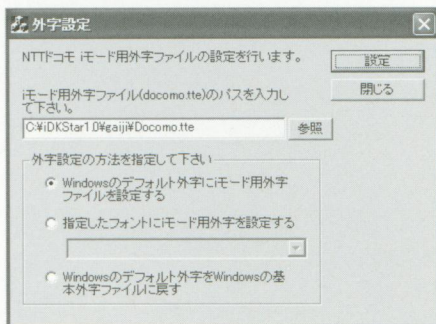 外字設定
NTTドコモ iモード用外字ファイルの設定を行います。
設定
閉じる
iモード用外字ファイル(docomo.tte)のパスを入力し
て下さい。
C:¥iDKStar1.0¥gaiji¥Docomo.tte
参照
外字設定の方法を指定して下さい
Windowsのデフォルト外字にiモード用外字
ファイルを設定する
指定したフォントにiモード用外字を設定する
Windowsのデフォルト外字をWindowsの基
本外字ファイルに戻す